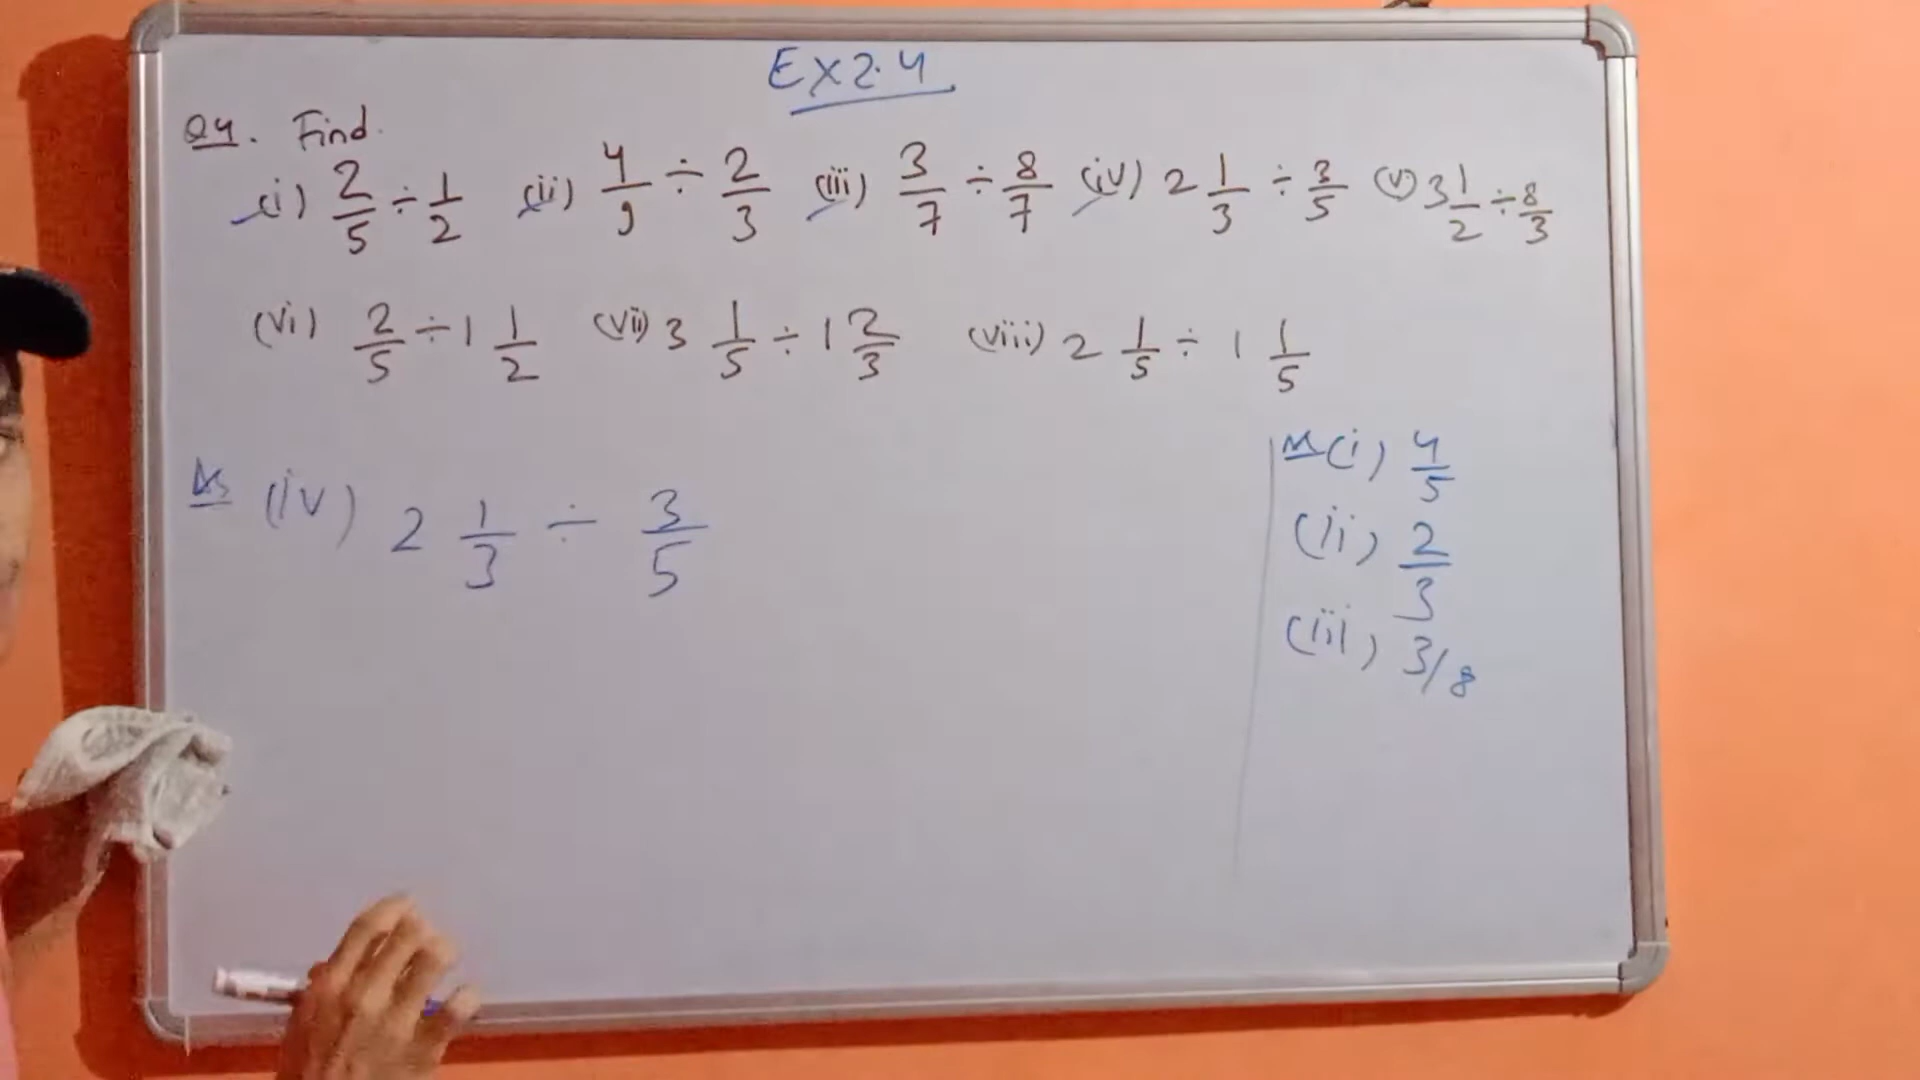 Ex 2.4
Q4. Find.
(i) 2/5 ÷ 1/2 (ii) 4/9 ÷ 2/3 (iii) 3/7 ÷ 8/7 (iv) 2 1/3 ÷ 3/5 (v) 3 1/2 ÷ 8/3
(vi) 2/5 ÷ 1 1/2 (vii) 3 1/5 ÷ 1 2/3 (viii) 2 1/5 ÷ 1 1/5
As (iv) 2 1/3 ÷ 3/5
(i) 4/5
(ii) 2/3
(iii) 3/8